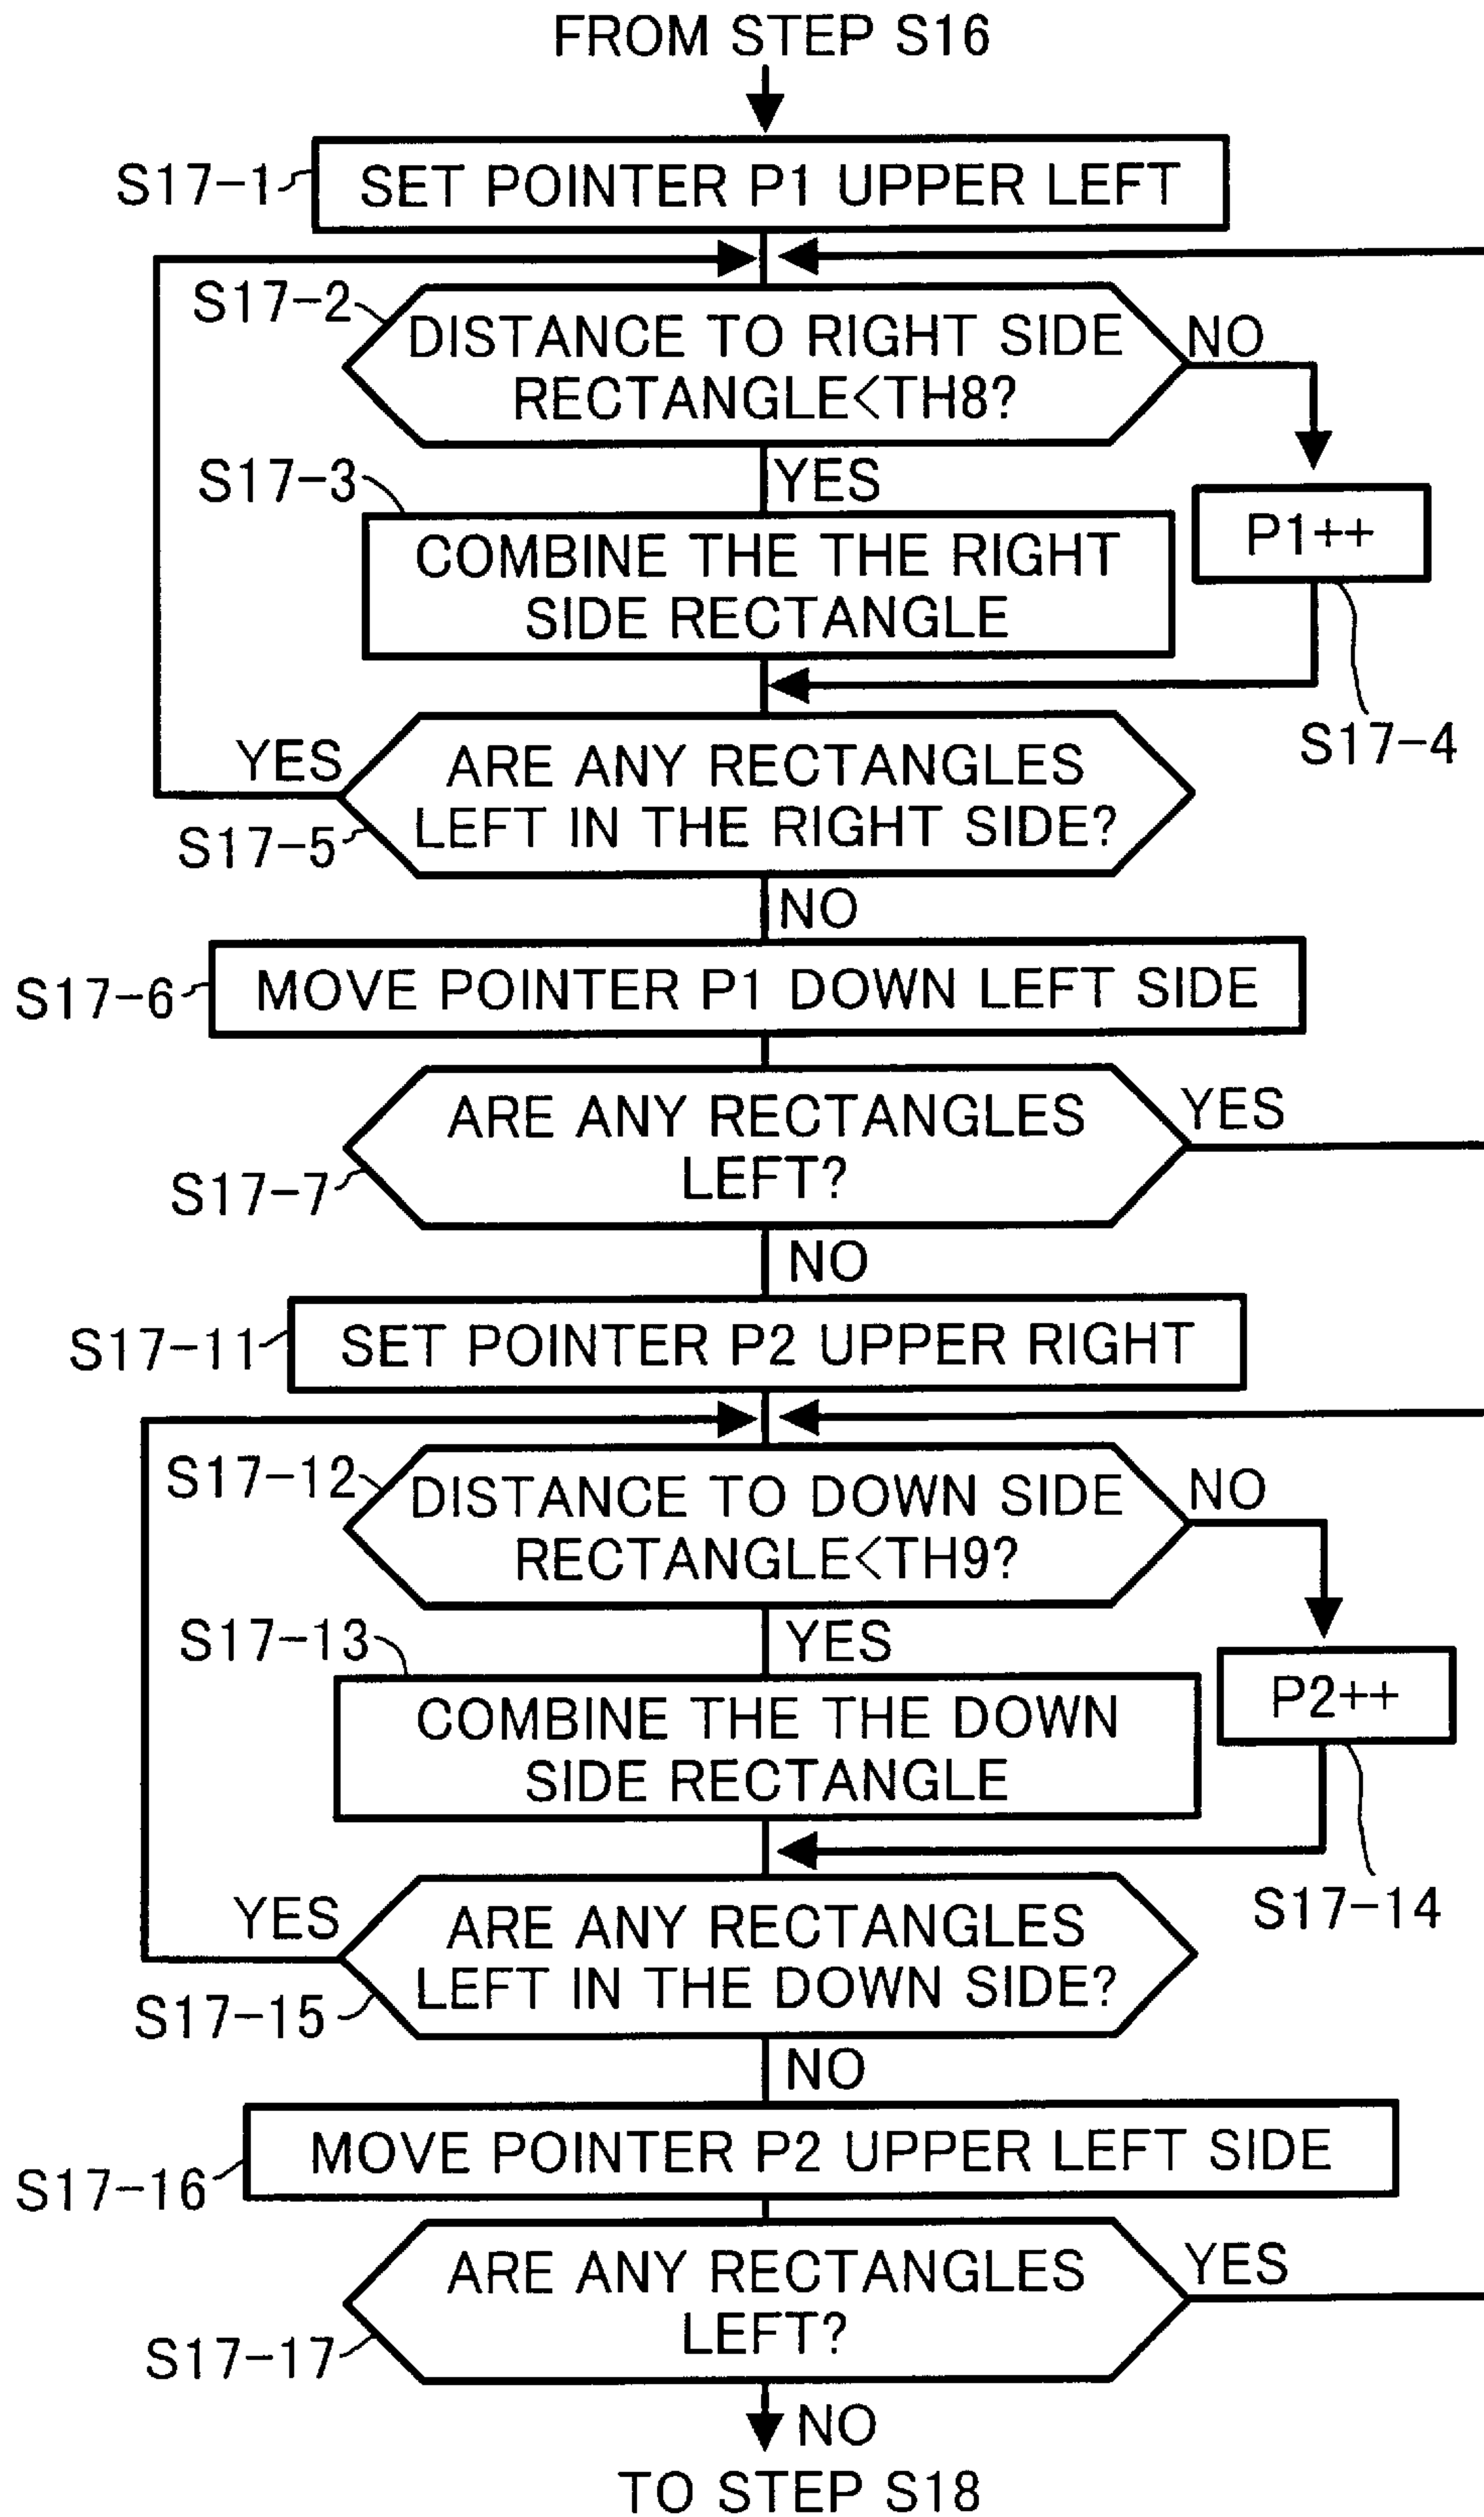 FROM STEP S16
S17-1
SET POINTER P1 UPPER LEFT
S17-2
DISTANCE TO RIGHT SIDE
RECTANGLE<TH8?
NO
YES
S17-3
COMBINE THE THE RIGHT
SIDE RECTANGLE
P1++
S17-4
YES
ARE ANY RECTANGLES
LEFT IN THE RIGHT SIDE?
S17-5
NO
S17-6
MOVE POINTER P1 DOWN LEFT SIDE
ARE ANY RECTANGLES
LEFT?
YES
S17-7
NO
S17-11
SET POINTER P2 UPPER RIGHT
S17-12
DISTANCE TO DOWN SIDE
RECTANGLE<TH9?
NO
YES
S17-13
COMBINE THE THE DOWN
SIDE RECTANGLE
P2++
S17-14
YES
ARE ANY RECTANGLES
LEFT IN THE DOWN SIDE?
S17-15
NO
MOVE POINTER P2 UPPER LEFT SIDE
S17-16
ARE ANY RECTANGLES
LEFT?
YES
S17-17
NO
TO STEP S18